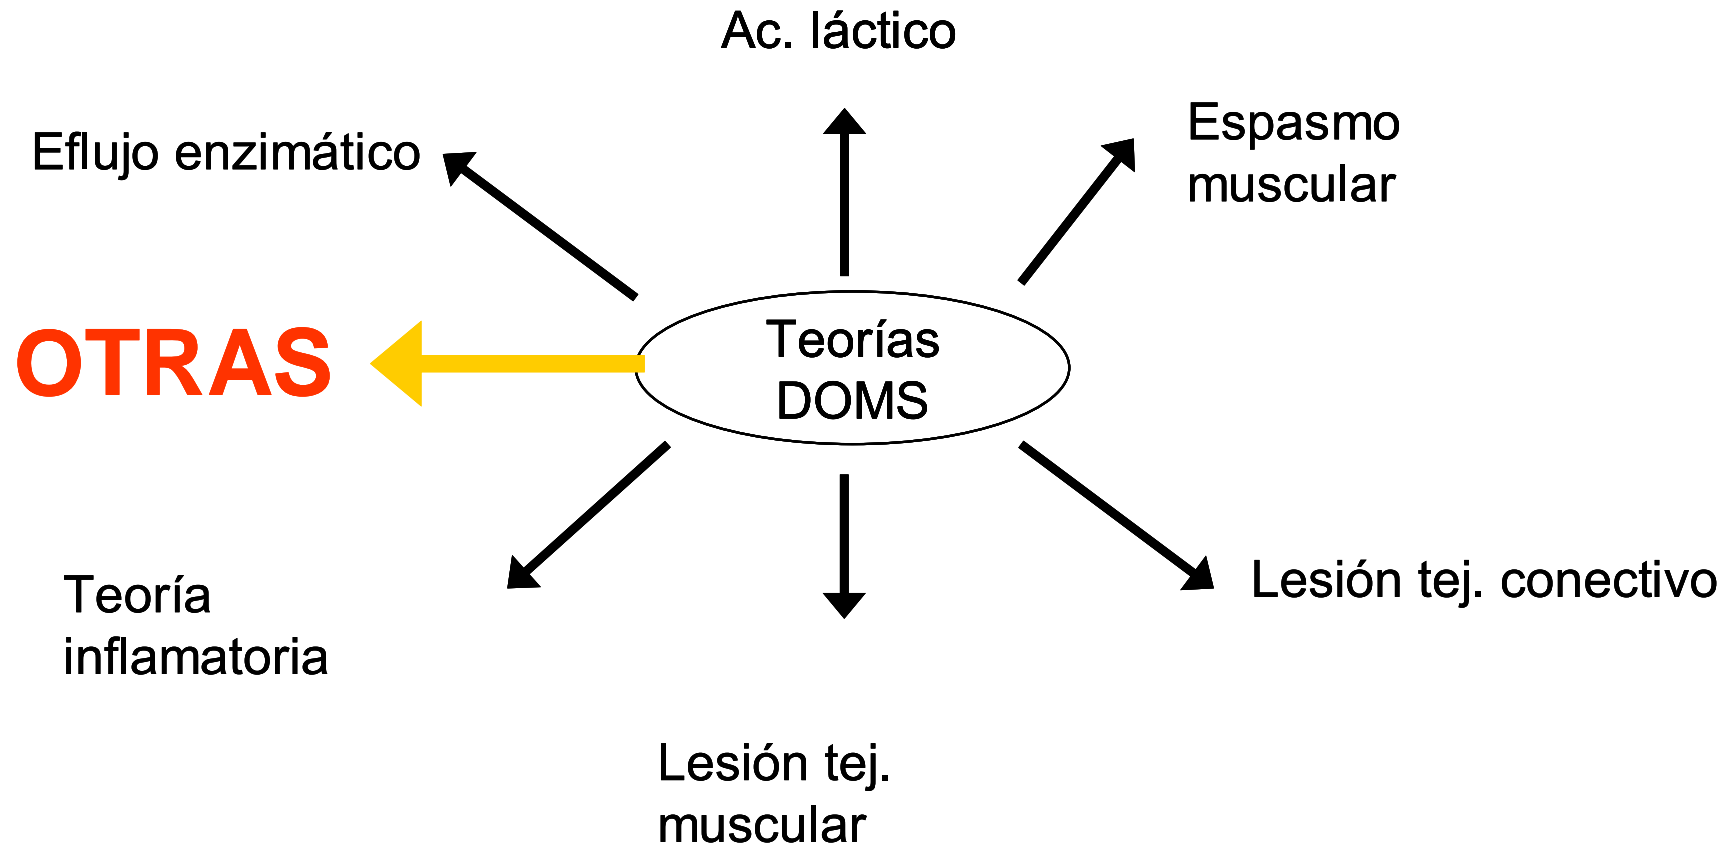 Ac. láctico
Espasmo
muscular
Eflujo enzimático
OTRAS
Teorías
DOMS
Lesión tej. conectivo
Teoría
inflamatoria
Lesión tej.
muscular